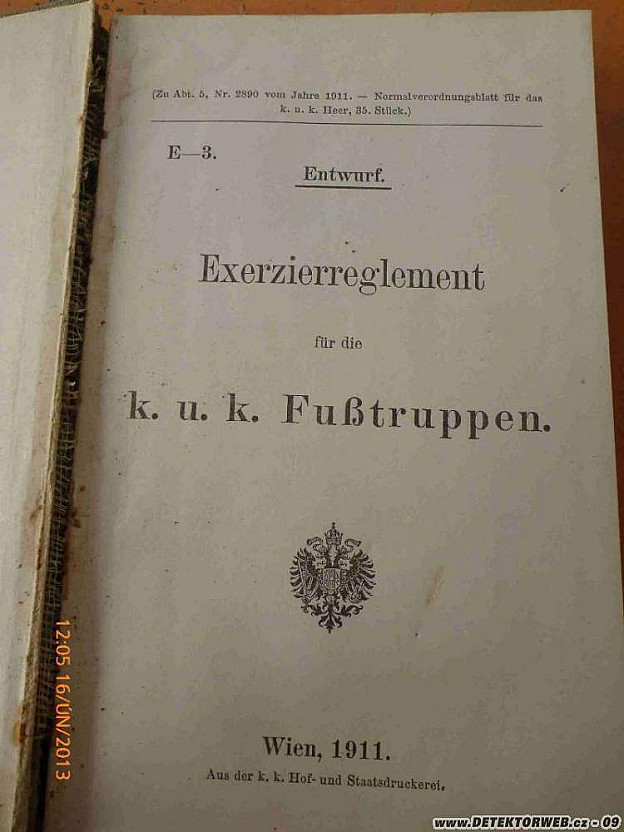 (Zu Abt. 5, Nr. 2890 vom Jahre 1911. — Normalverordnungsblatt für das
k. u. k. Heer, 35. Stück.)
E—3.
Entwurf.
Exerzierreglement
für die
k. u. k. Fußtruppen.
Wien, 1911.
Aus der k. k. Hof- und Staatsdruckerei.
12:05 16/ÚN/2013
www.DETEKTORWEB.cz - 09